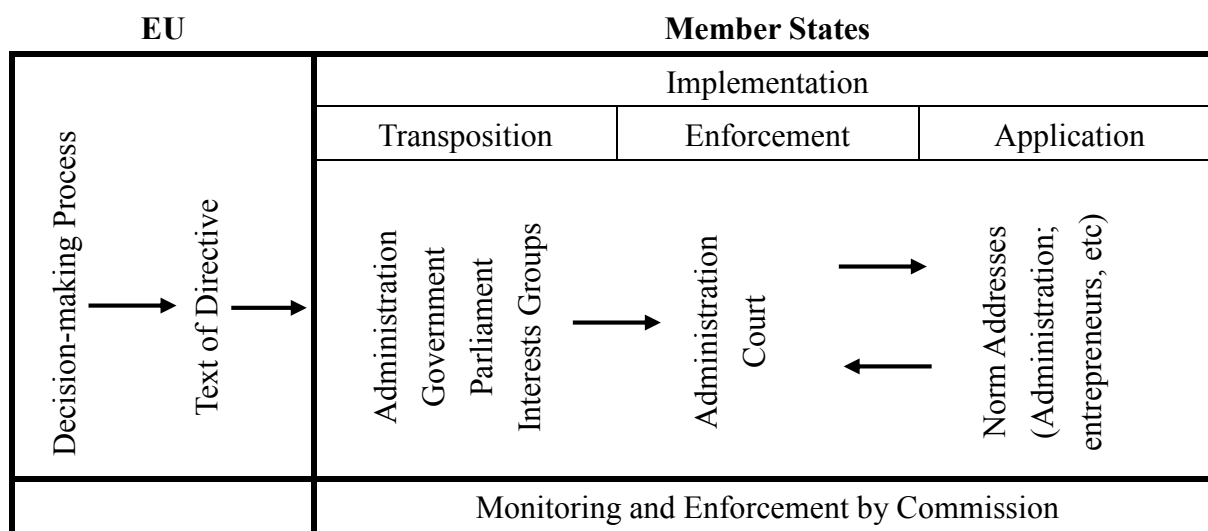 EU
Member States
Implementation
Transposition
Enforcement
Application
Decision-making Process
Text of Directive
Administration
Government
Parliament
Interests Groups
Administration
Court
Norm Addresses
(Administration;
entrepreneurs, etc)
Monitoring and Enforcement by Commission